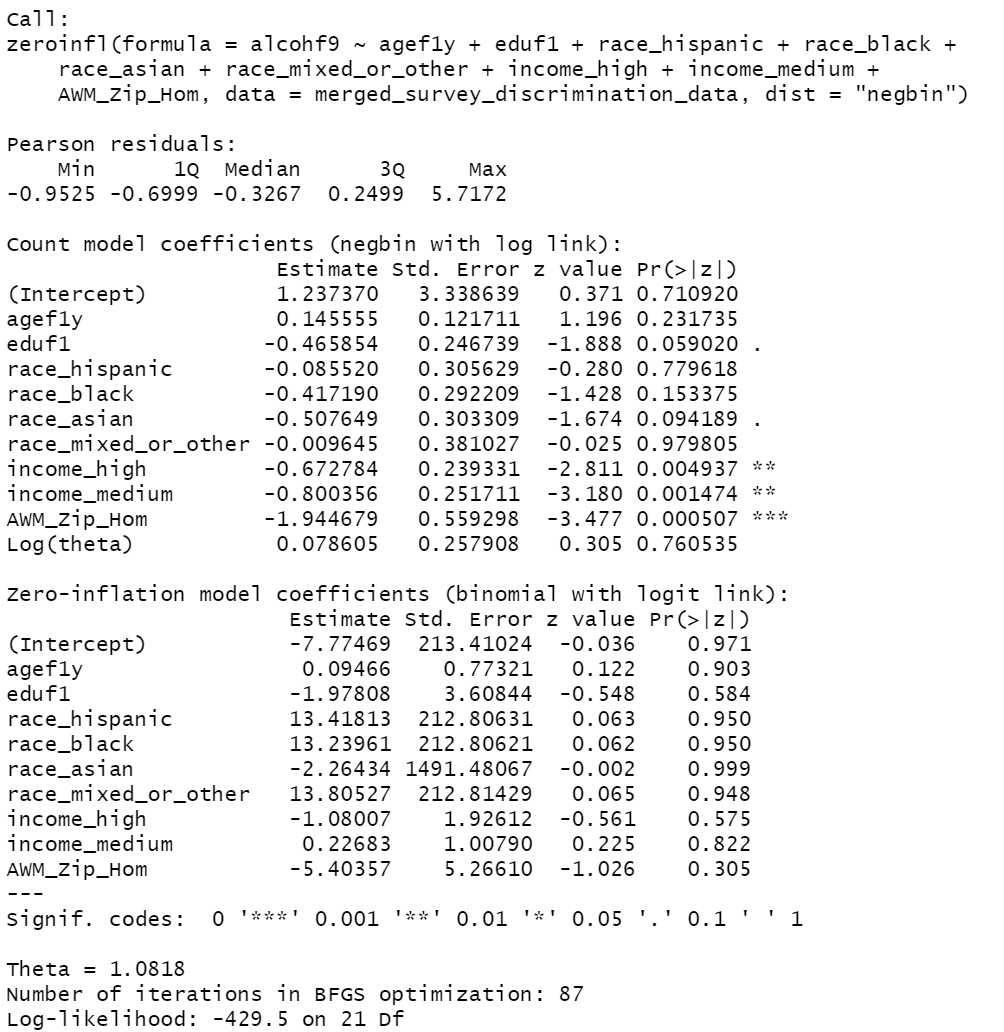 Call:
zeroinfl(formula = alcohf9 ~ agef1y + eduf1 + race_hispanic + race_black +
    race_asian + race_mixed_or_other + income_high + income_medium +
    AWM_Zip_Hom, data = merged_survey_discrimination_data, dist = "negbin")

Pearson residuals:
    Min      1Q  Median      3Q     Max
-0.9525 -0.6999 -0.3267  0.2499  5.7172

Count model coefficients (negbin with log link):
                     Estimate Std. Error z value Pr(>|z|)
(Intercept)          1.237370   3.338639   0.371 0.710920
agef1y               0.145555   0.121711   1.196 0.231735
eduf1               -0.465854   0.246739  -1.888 0.059020 .
race_hispanic       -0.085520   0.305629  -0.280 0.779618
race_black          -0.417190   0.292209  -1.428 0.153375
race_asian          -0.507649   0.303309  -1.674 0.094189 .
race_mixed_or_other -0.009645   0.381027  -0.025 0.979805
income_high         -0.672784   0.239331  -2.811 0.004937 **
income_medium       -0.800356   0.251711  -3.180 0.001474 **
AWM_Zip_Hom         -1.944679   0.559298  -3.477 0.000507 ***
Log(theta)           0.078605   0.257908   0.305 0.760535

Zero-inflation model coefficients (binomial with logit link):
                      Estimate Std. Error z value Pr(>|z|)
(Intercept)           -7.77469  213.41024  -0.036    0.971
agef1y                 0.09466    0.77321   0.122    0.903
eduf1                 -1.97808    3.60844  -0.548    0.584
race_hispanic         13.41813  212.80631   0.063    0.950
race_black            13.23961  212.80621   0.062    0.950
race_asian            -2.26434 1491.48067  -0.002    0.999
race_mixed_or_other   13.80527  212.81429   0.065    0.948
income_high           -1.08007    1.92612  -0.561    0.575
income_medium          0.22683    1.00790   0.225    0.822
AWM_Zip_Hom           -5.40357    5.26610  -1.026    0.305
---
Signif. codes:  0 '***' 0.001 '**' 0.01 '*' 0.05 '.' 0.1 ' ' 1

Theta = 1.0818
Number of iterations in BFGS optimization: 87
Log-likelihood: -429.5 on 21 Df